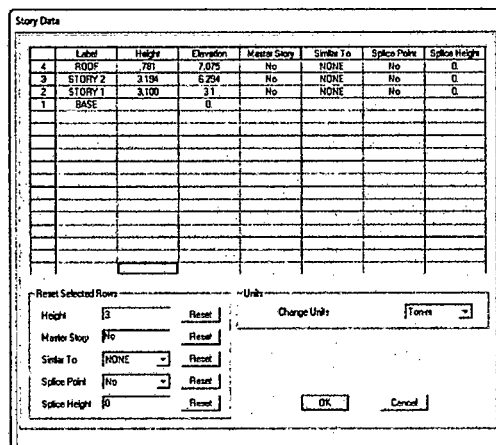 Story Data
Label Height Elevation Master Story Similar To Splice Point Splice Height
4 ROOF .781 7.075 No NONE No 0.
3 STORY 2 3.194 6.294 No NONE No 0.
2 STORY 1 3.100 3.1 No NONE No 0.
1 BASE 0.
Reset Selected Rows
Height 3 Reset
Master Story No Reset
Similar To NONE Reset
Splice Point No Reset
Splice Height 0 Reset
Units
Change Units Ton-m
OK Cancel